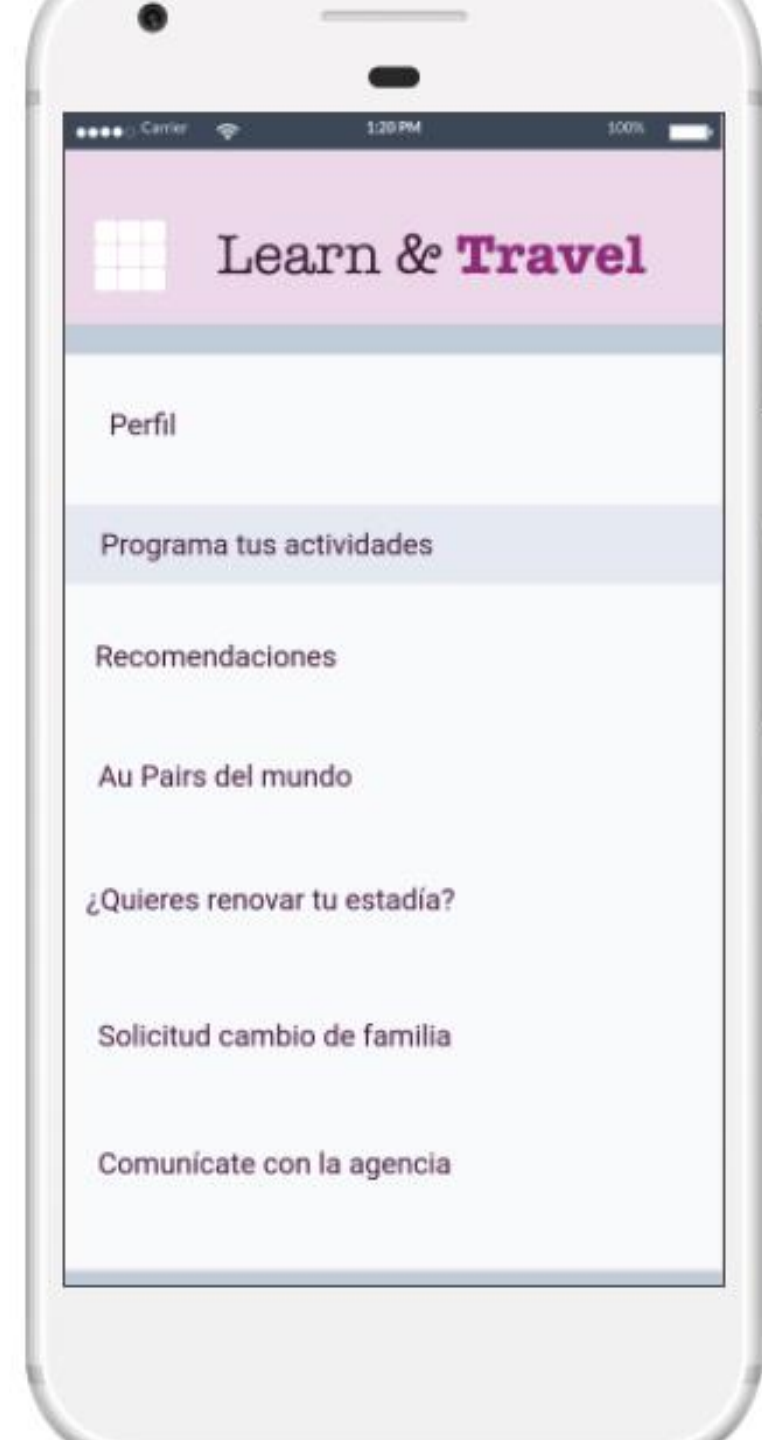 Carrier 1:20 PM 100%
Learn & Travel
Perfil
Programa tus actividades
Recomendaciones
Au Pairs del mundo
¿Quieres renovar tu estadía?
Solicitud cambio de familia
Comunícate con la agencia